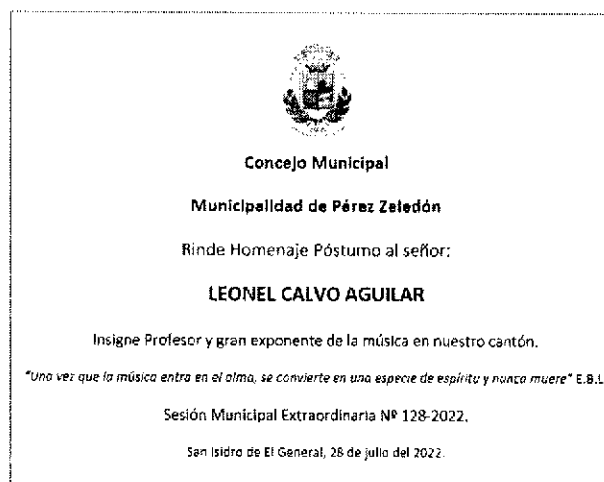 Concejo Municipal
Municipalidad de Pérez Zeledón
Rinde Homenaje Póstumo al señor:
LEONEL CALVO AGUILAR
Insigne Profesor y gran exponente de la música en nuestro cantón.
"Una vez que la música entra en el alma, se convierte en una especie de espíritu y nunca muere" E.B.L
Sesión Municipal Extraordinaria Nº 128-2022.
San Isidro de El General, 28 de julio del 2022.